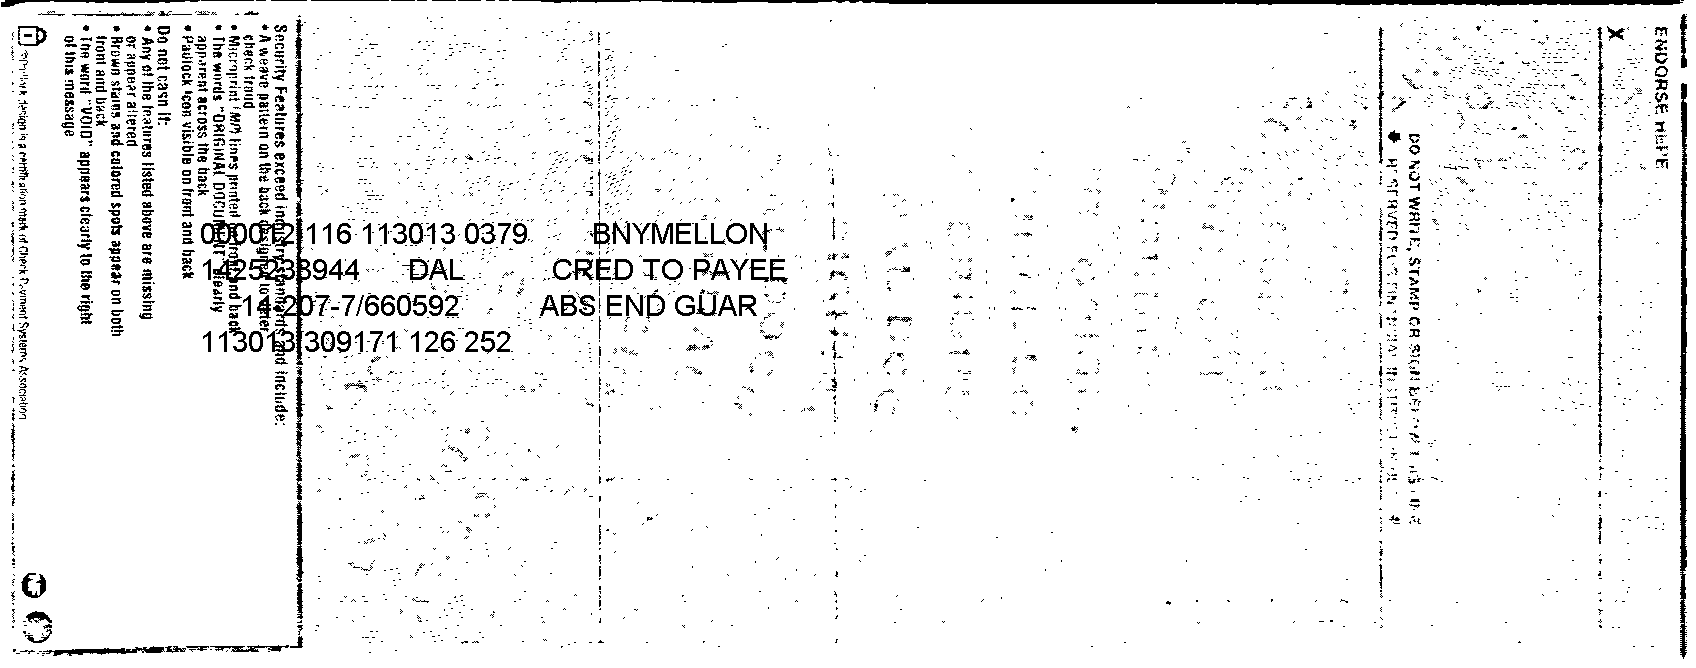 ENDORSE HERE
X
DO NOT WRITE, STAMP OR SIGN BELOW THIS LINE
000002 116 113013 0379 BNYMELLON
1425238944 DAL CRED TO PAYEE
14-207-7/660592 ABS END GUAR
113013 309171 126 252
Security Features exceed industry standards and include:
• A weave pattern on the back designed to deter
check fraud
• Microprint (MP) lines printed on front and back
• The words "ORIGINAL DOCUMENT" clearly
apparent across the back
• Padlock icon visible on front and back
Do not cash if:
• Any of the features listed above are missing
or appear altered
• Brown stains and colored spots appear on both
front and back
• The word "VOID" appears clearly to the right
of this message
Padlock design is a certification mark of Check Payment Systems Association